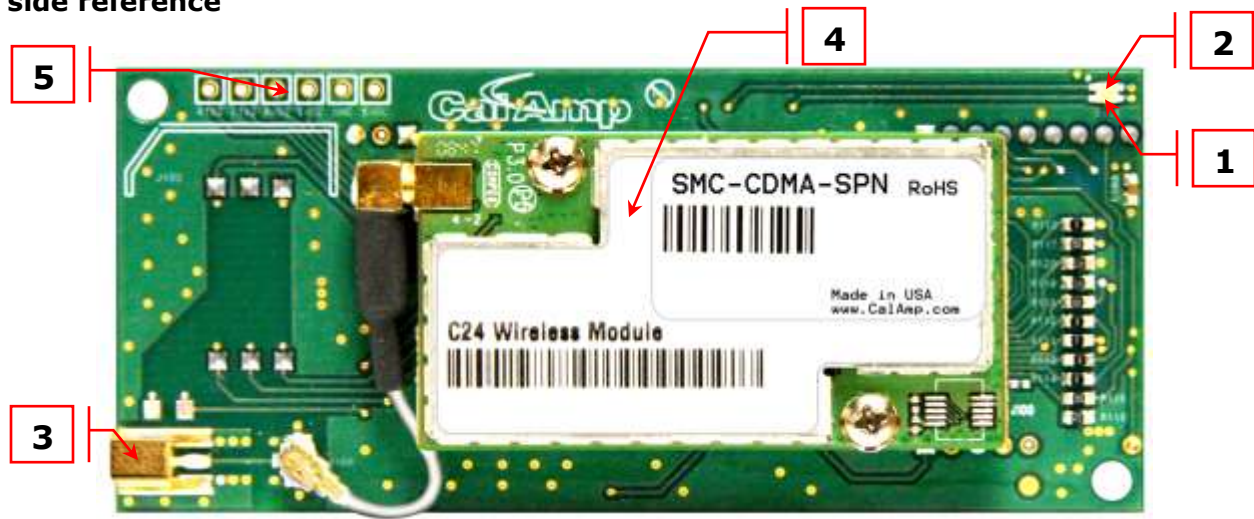 side reference
4
2
5
CalAmp
1
P3.0
SMC-CDMA-SPN RoHS
Made in USA
www.CalAmp.com
C24 Wireless Module
3
J100